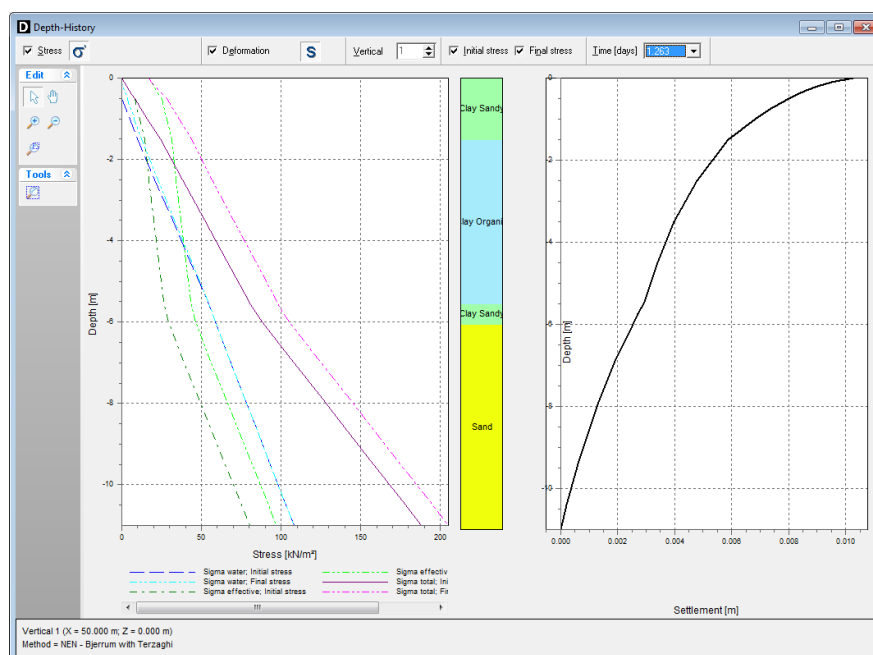 D Depth-History
Stress σ' Deformation S Vertical 1 Initial stress Final stress Time [days] 1.263
Edit
Tools
0
-2
-4
-6
-8
-10
Depth [m]
0 50 100 150 200
Stress [kN/m²]
Sigma water; Initial stress
Sigma water; Final stress
Sigma effective; Initial stress
Sigma effective
Sigma total; Ini
Sigma total; Fi
Clay Sandy
lay Organi
Clay Sandy
Sand
0
-2
-4
-6
-8
-10
Depth [m]
0.000 0.002 0.004 0.006 0.008 0.010
Settlement [m]
Vertical 1 (X = 50.000 m; Z = 0.000 m)
Method = NEN - Bjerrum with Terzaghi